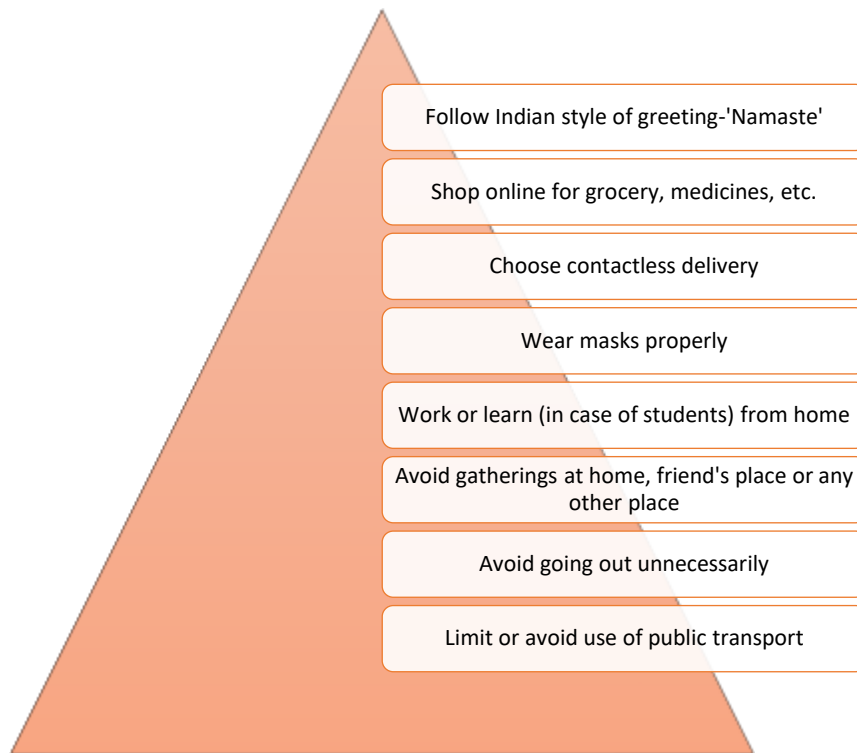 Follow Indian style of greeting-'Namaste'
Shop online for grocery, medicines, etc.
Choose contactless delivery
Wear masks properly
Work or learn (in case of students) from home
Avoid gatherings at home, friend's place or any
other place
Avoid going out unnecessarily
Limit or avoid use of public transport